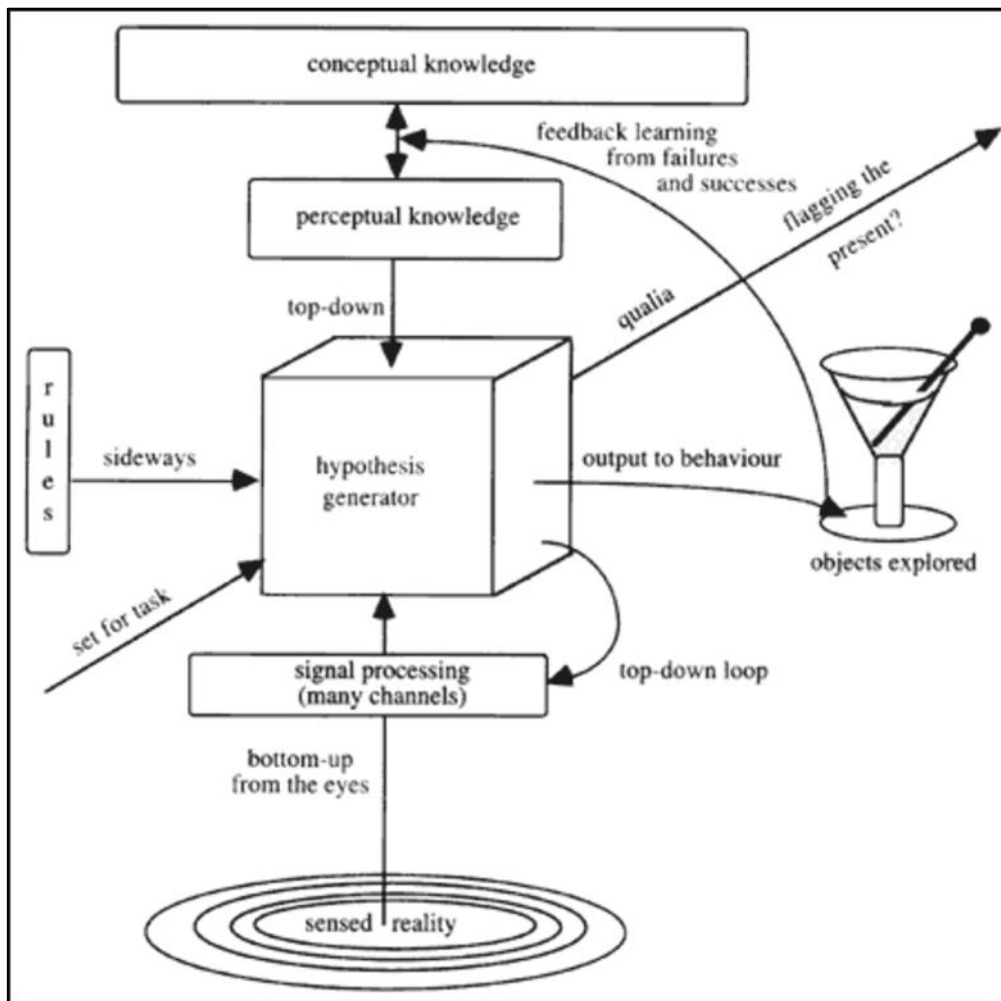 conceptual knowledge
feedback learning
from failures
and successes
flagging the
present?
perceptual knowledge
top-down
qualia
rules
sideways
hypothesis
generator
output to behaviour
objects explored
set for task
signal processing
(many channels)
top-down loop
bottom-up
from the eyes
sensed reality